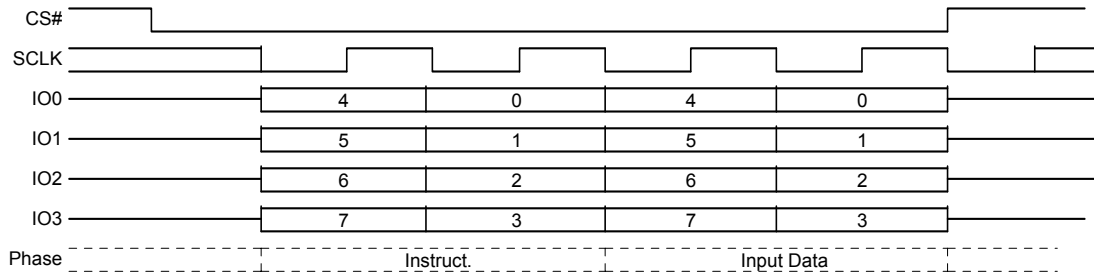 CS#
SCLK
IO0 4 0 4 0
IO1 5 1 5 1
IO2 6 2 6 2
IO3 7 3 7 3
Phase Instruct. Input Data